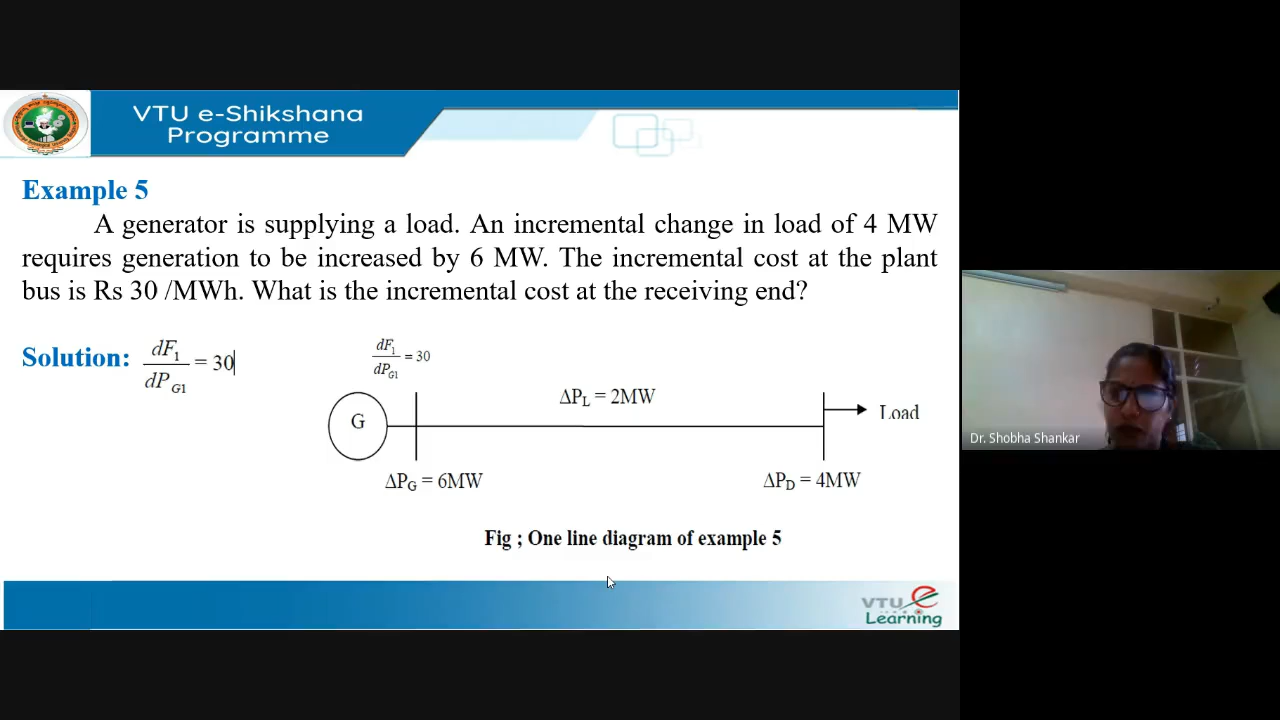 VTU e-Shikshana
Programme
Example 5
A generator is supplying a load. An incremental change in load of 4 MW
requires generation to be increased by 6 MW. The incremental cost at the plant
bus is Rs 30 /MWh. What is the incremental cost at the receiving end?
Solution: dF1/dPG1 = 30
dF1/dPG1 = 30
ΔPL = 2MW
G
Load
ΔPG = 6MW
ΔPD = 4MW
Fig ; One line diagram of example 5
Dr. Shobha Shankar
VTU e
Learning